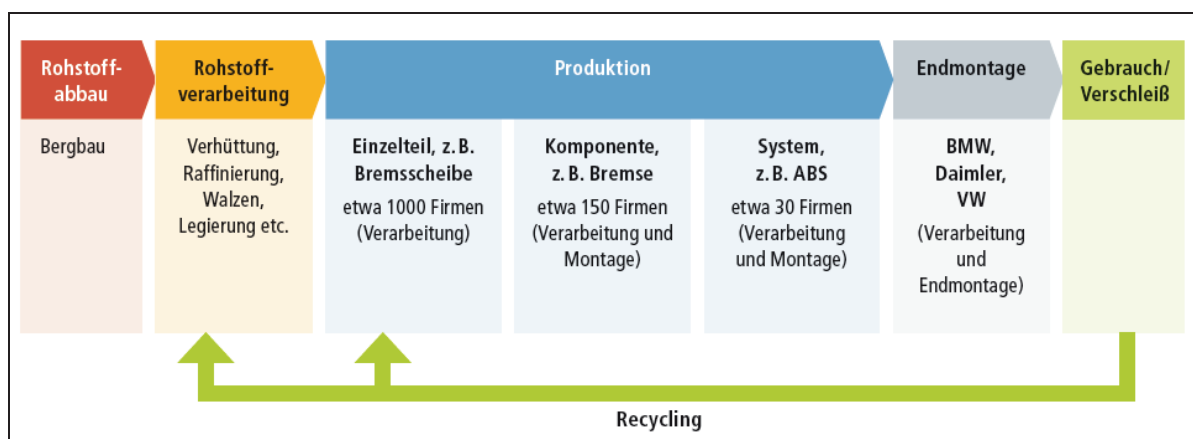 Rohstoff-
abbau
Rohstoff-
verarbeitung
Produktion
Endmontage
Gebrauch/
Verschleiß
Bergbau
Verhüttung,
Raffinierung,
Walzen,
Legierung etc.
Einzelteil, z. B.
Bremsscheibe
etwa 1000 Firmen
(Verarbeitung)
Komponente,
z. B. Bremse
etwa 150 Firmen
(Verarbeitung und
Montage)
System,
z. B. ABS
etwa 30 Firmen
(Verarbeitung
und Montage)
BMW,
Daimler,
VW
(Verarbeitung
und
Endmontage)
Recycling